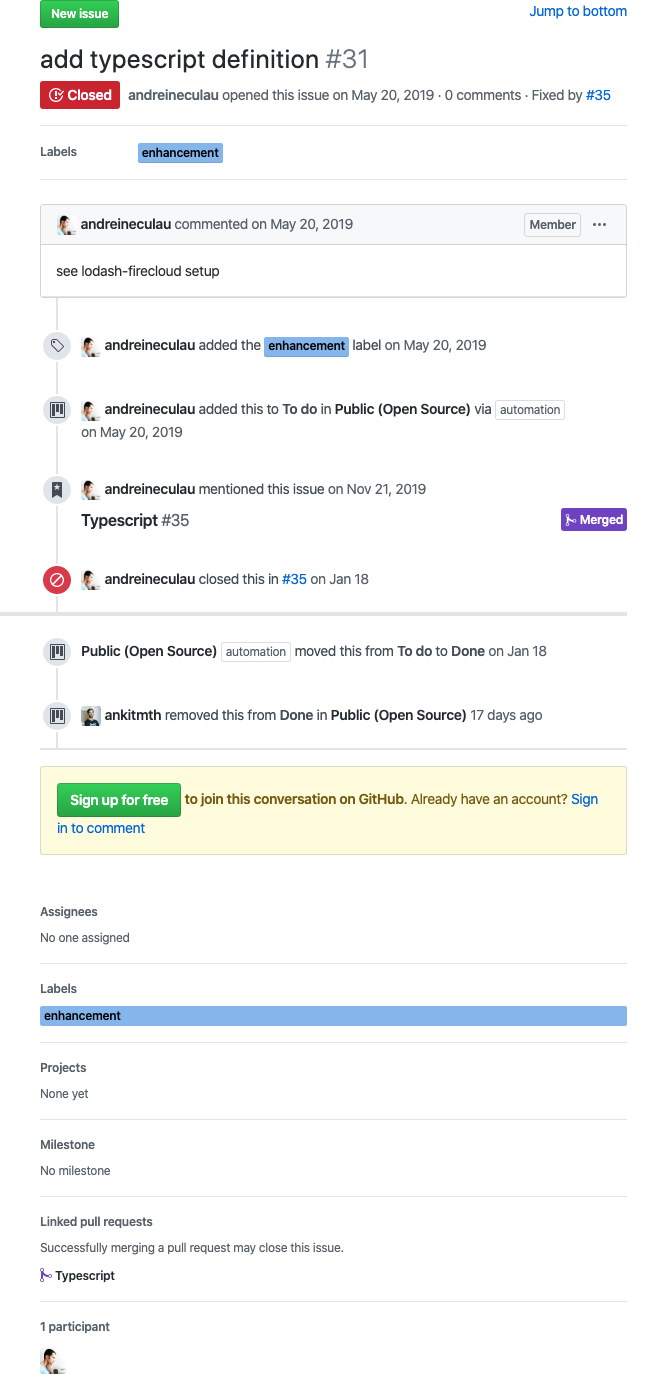 New issue
Jump to bottom
add typescript definition #31
Closed andreineculau opened this issue on May 20, 2019 · 0 comments · Fixed by #35
Labels enhancement
andreineculau commented on May 20, 2019 Member ···
see lodash-firecloud setup
andreineculau added the enhancement label on May 20, 2019
andreineculau added this to To do in Public (Open Source) via automation
on May 20, 2019
andreineculau mentioned this issue on Nov 21, 2019
Typescript #35 Merged
andreineculau closed this in #35 on Jan 18
Public (Open Source) automation moved this from To do to Done on Jan 18
ankitmth removed this from Done in Public (Open Source) 17 days ago
Sign up for free to join this conversation on GitHub. Already have an account? Sign
in to comment
Assignees
No one assigned
Labels
enhancement
Projects
None yet
Milestone
No milestone
Linked pull requests
Successfully merging a pull request may close this issue.
Typescript
1 participant